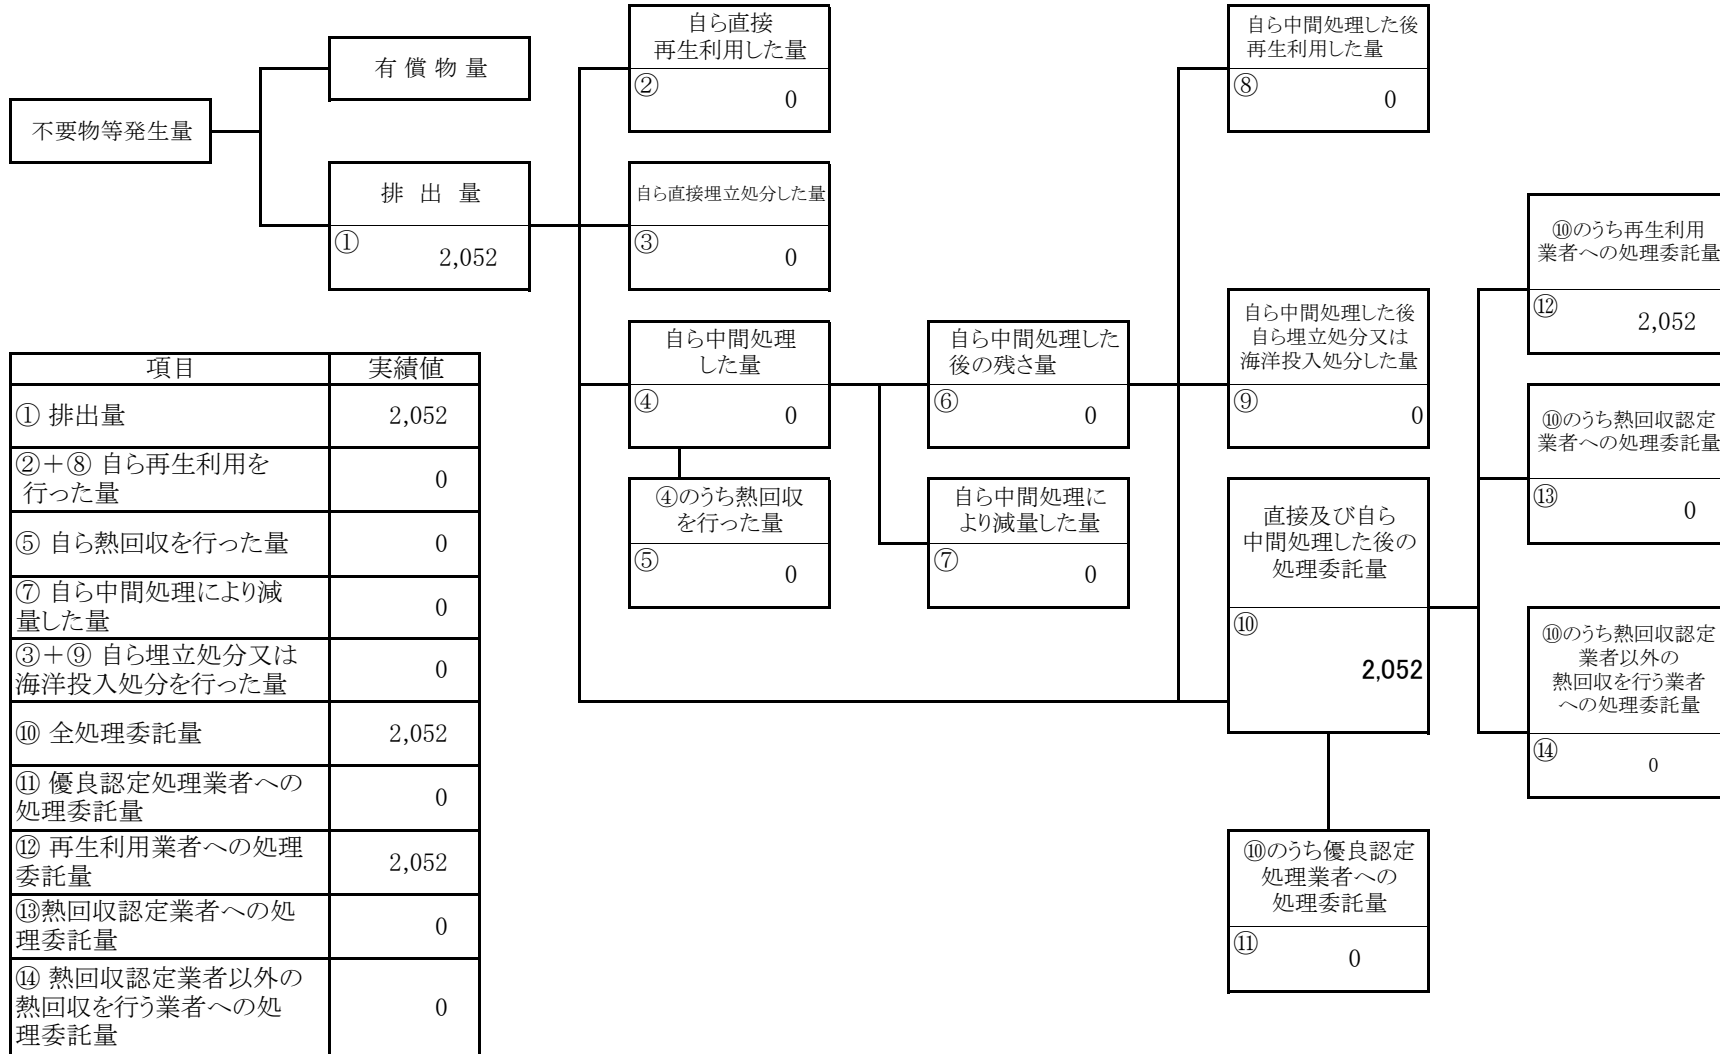 不要物等発生量
有 償 物 量
排 出 量
①
2,052
自ら直接
再生利用した量
②
0
自ら直接埋立処分した量
③
0
自ら中間処理
した量
④
0
④のうち熱回収
を行った量
⑤
0
自ら中間処理した
後の残さ量
⑥
0
自ら中間処理に
より減量した量
⑦
0
自ら中間処理した後
再生利用した量
⑧
0
自ら中間処理した後
自ら埋立処分又は
海洋投入処分した量
⑨
0
直接及び自ら
中間処理した後の
処理委託量
⑩
2,052
⑩のうち優良認定
処理業者への
処理委託量
⑪
0
⑩のうち再生利用
業者への処理委託量
⑫
2,052
⑩のうち熱回収認定
業者への処理委託量
⑬
0
⑩のうち熱回収認定
業者以外の
熱回収を行う業者
への処理委託量
⑭
0
項目 実績値
① 排出量 2,052
②+⑧ 自ら再生利用を
行った量 0
⑤ 自ら熱回収を行った量 0
⑦ 自ら中間処理により減
量した量 0
③+⑨ 自ら埋立処分又は
海洋投入処分を行った量 0
⑩ 全処理委託量 2,052
⑪ 優良認定処理業者への
処理委託量 0
⑫ 再生利用業者への処理
委託量 2,052
⑬熱回収認定業者への処
理委託量 0
⑭ 熱回収認定業者以外の
熱回収を行う業者への処
理委託量 0